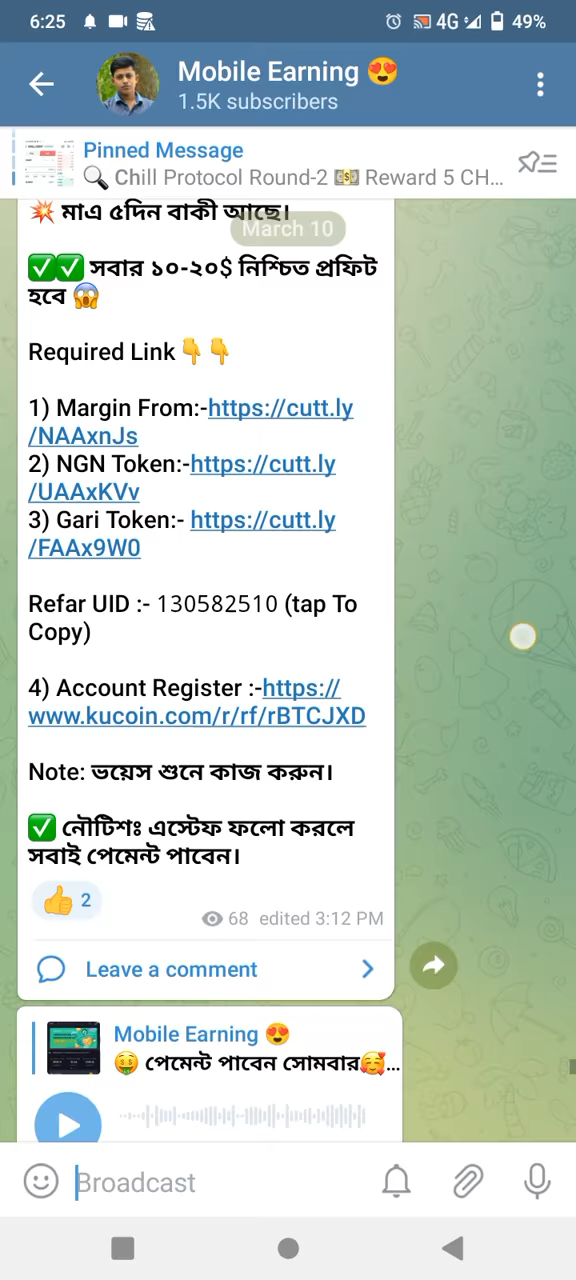 6:25
4G
49%
Mobile Earning 😍
1.5K subscribers
Pinned Message
🔍 Chill Protocol Round-2 💵 Reward 5 CH...
💥 মাএ ৫দিন বাকী আছে।
March 10
✅✅ সবার ১০-২০$ নিশ্চিত প্রফিট
হবে 😱
Required Link 👇 👇
1) Margin From:-https://cutt.ly
/NAAxnJs
2) NGN Token:-https://cutt.ly
/UAAxKVv
3) Gari Token:- https://cutt.ly
/FAAx9W0
Refar UID :- 130582510 (tap To
Copy)
4) Account Register :-https://
www.kucoin.com/r/rf/rBTCJXD
Note: ভয়েস শুনে কাজ করুন।
✅ নৌটিশঃ এস্টেফ ফলো করলে
সবাই পেমেন্ট পাবেন।
👍 2
68 edited 3:12 PM
Leave a comment
Mobile Earning 😍
🤑 পেমেন্ট পাবেন সোমবার🥰...
Broadcast